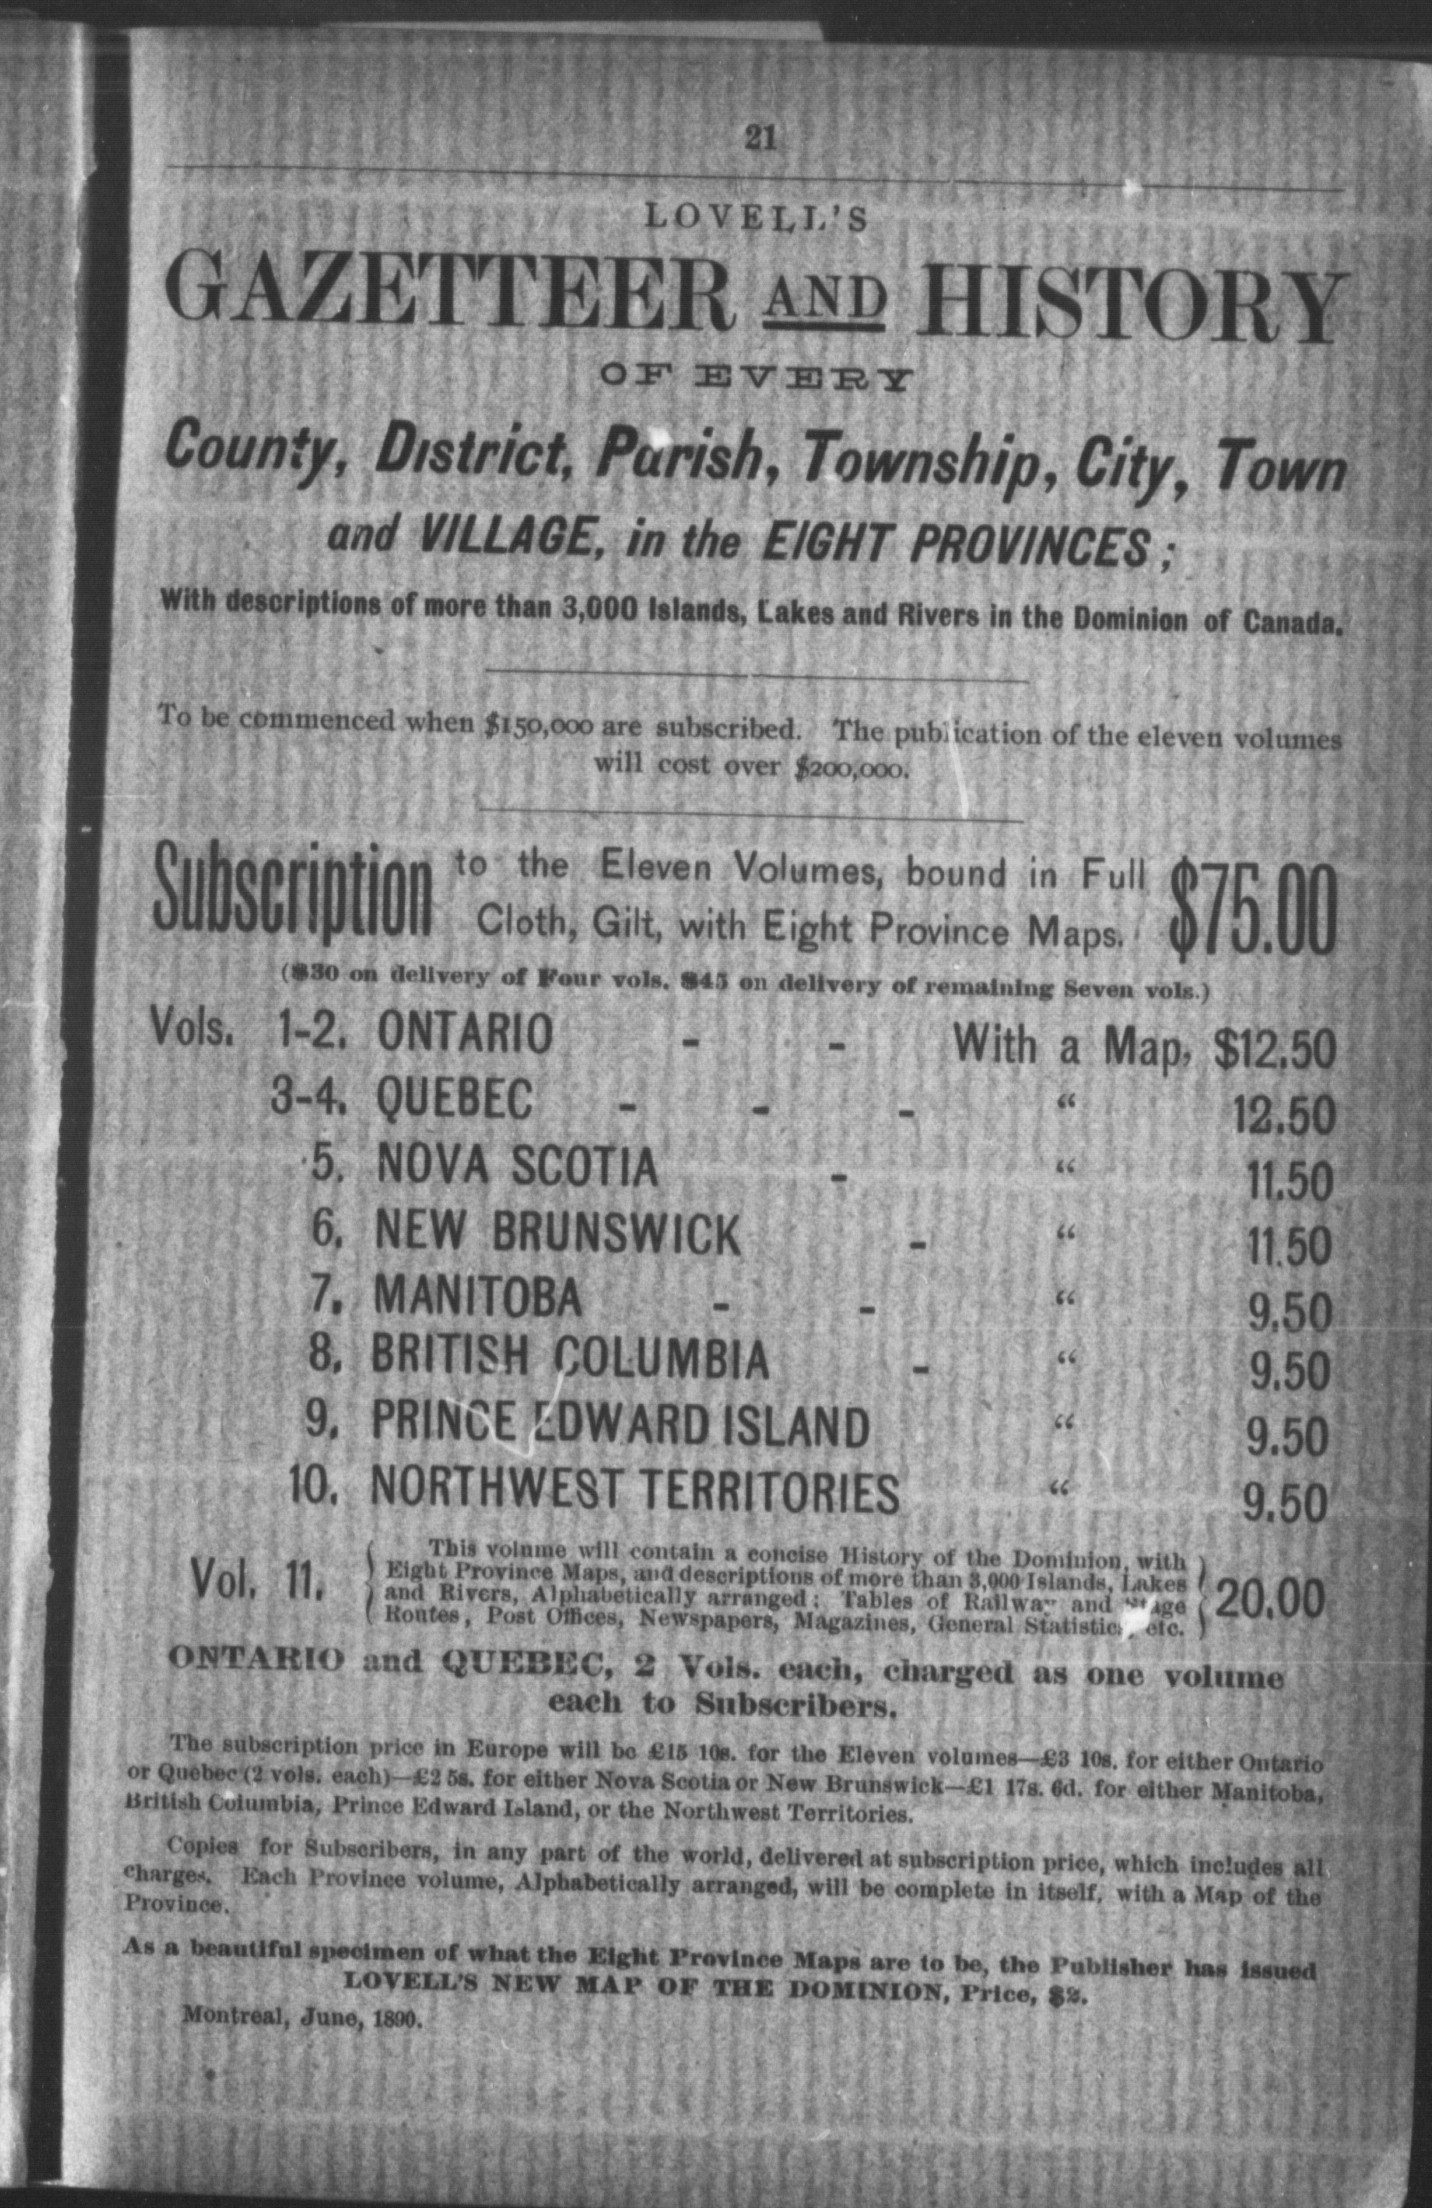 21
LOVELL'S
GAZETTEER AND HISTORY
OF EVERY
County, District, Parish, Township, City, Town
and VILLAGE, in the EIGHT PROVINCES;
With descriptions of more than 3,000 Islands, Lakes and Rivers in the Dominion of Canada.
To be commenced when $150,000 are subscribed. The publication of the eleven volumes
will cost over $200,000.
Subscription to the Eleven Volumes, bound in Full Cloth, Gilt, with Eight Province Maps. $75.00
($30 on delivery of Four vols. $45 on delivery of remaining Seven vols.)
Vols. 1-2. ONTARIO - - With a Map, $12.50
3-4. QUEBEC - - - “ 12.50
5. NOVA SCOTIA - “ 11.50
6. NEW BRUNSWICK - “ 11.50
7. MANITOBA - - “ 9.50
8. BRITISH COLUMBIA - “ 9.50
9. PRINCE EDWARD ISLAND “ 9.50
10. NORTHWEST TERRITORIES “ 9.50
This volume will contain a concise History of the Dominion, with
Eight Province Maps, and descriptions of more than 3,000 Islands, Lakes
Vol. 11. and Rivers, Alphabetically arranged; Tables of Railway and Stage 20.00
Routes, Post Offices, Newspapers, Magazines, General Statistics, etc.
ONTARIO and QUEBEC, 2 Vols. each, charged as one volume
each to Subscribers.
The subscription price in Europe will be £15 10s. for the Eleven volumes—£3 10s. for either Ontario
or Quebec (2 vols. each)—£2 5s. for either Nova Scotia or New Brunswick—£1 17s. 6d. for either Manitoba,
British Columbia, Prince Edward Island, or the Northwest Territories.
Copies for Subscribers, in any part of the world, delivered at subscription price, which includes all
charges. Each Province volume, Alphabetically arranged, will be complete in itself, with a Map of the
Province.
As a beautiful specimen of what the Eight Province Maps are to be, the Publisher has issued
LOVELL'S NEW MAP OF THE DOMINION, Price, $2.
Montreal, June, 1890.